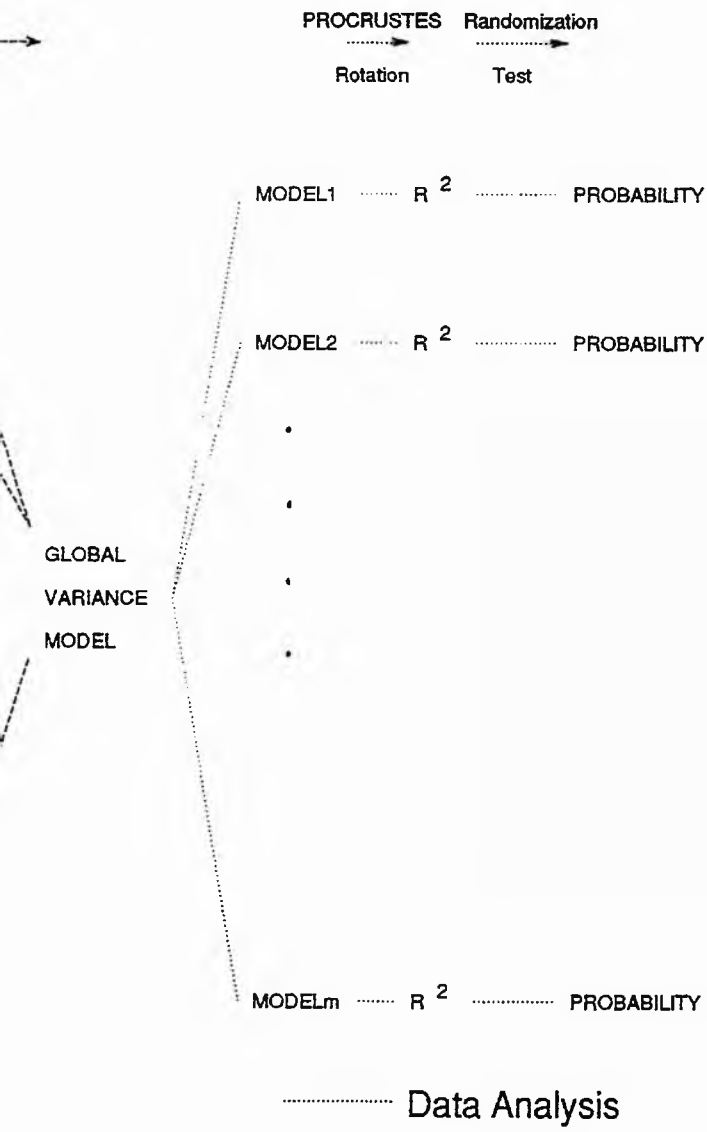 PROCRUSTES Randomization
Rotation Test
MODEL1 R 2 PROBABILITY
MODEL2 R 2 PROBABILITY
GLOBAL
VARIANCE
MODEL
MODELm R 2 PROBABILITY
Data Analysis